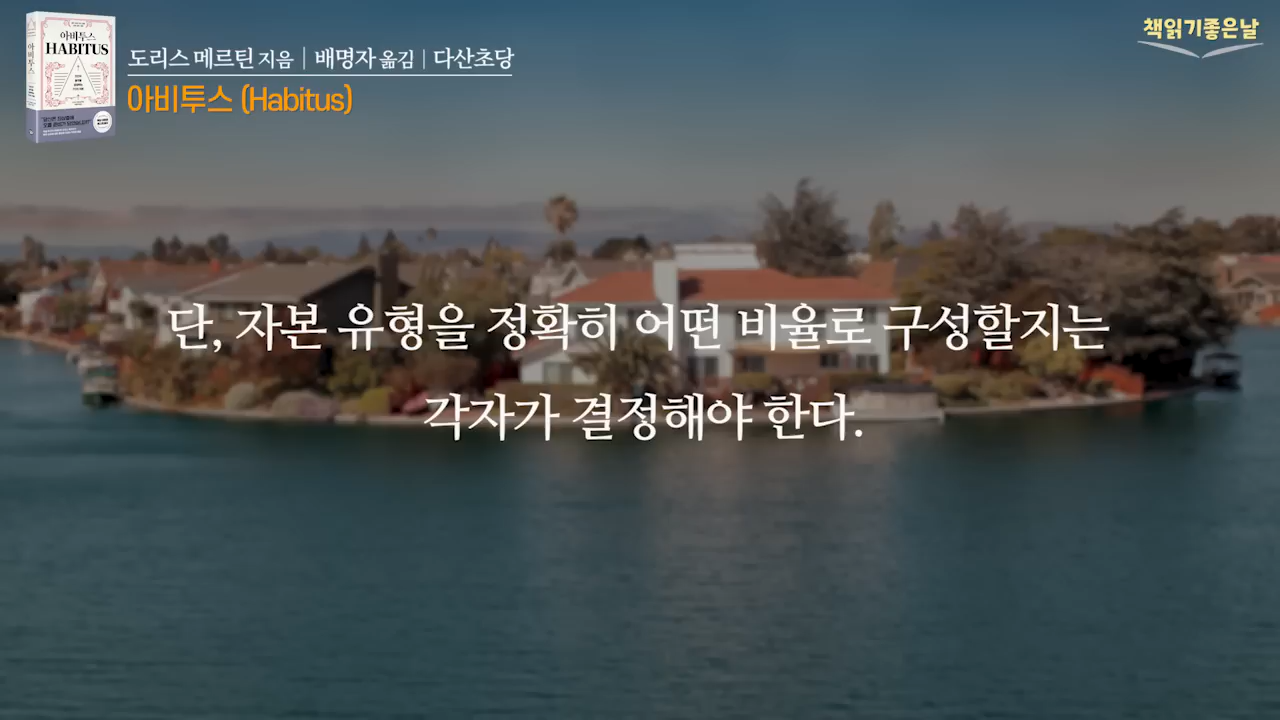 아비투스
HABITUS
도리스 메르틴 지음 | 배명자 옮김 | 다산초당
아비투스 (Habitus)
책읽기좋은날
단, 자본 유형을 정확히 어떤 비율로 구성할지는
각자가 결정해야 한다.